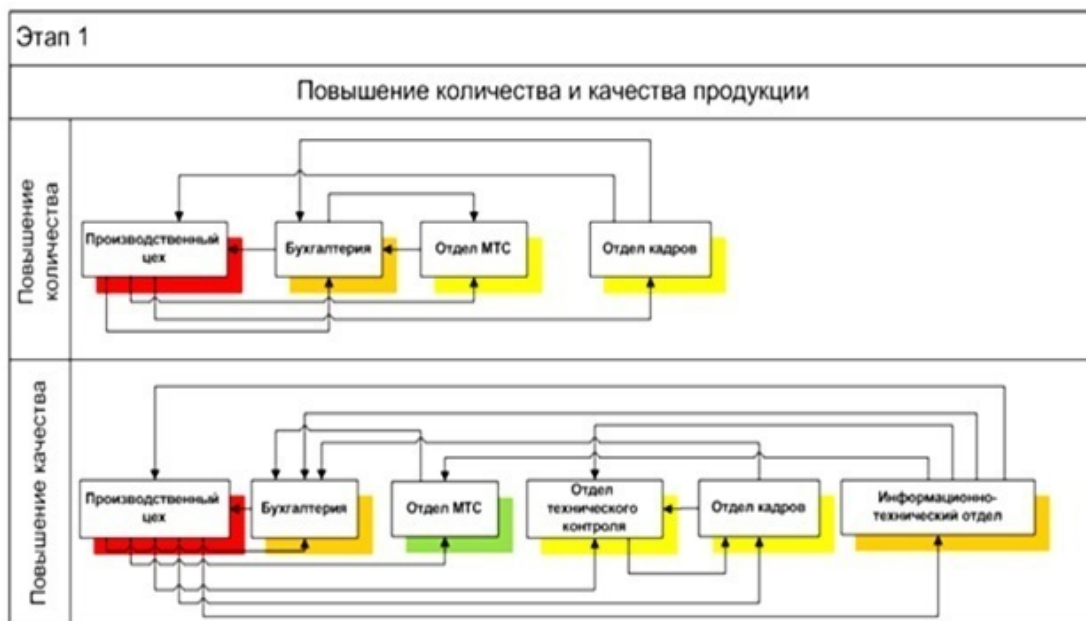 Этап 1
Повышение количества и качества продукции
Повышение
количества
Производственный
цех
Бухгалтерия
Отдел МТС
Отдел кадров
Повышение качества
Производственный
цех
Бухгалтерия
Отдел МТС
Отдел
технического
контроля
Отдел кадров
Информационно-
технический отдел